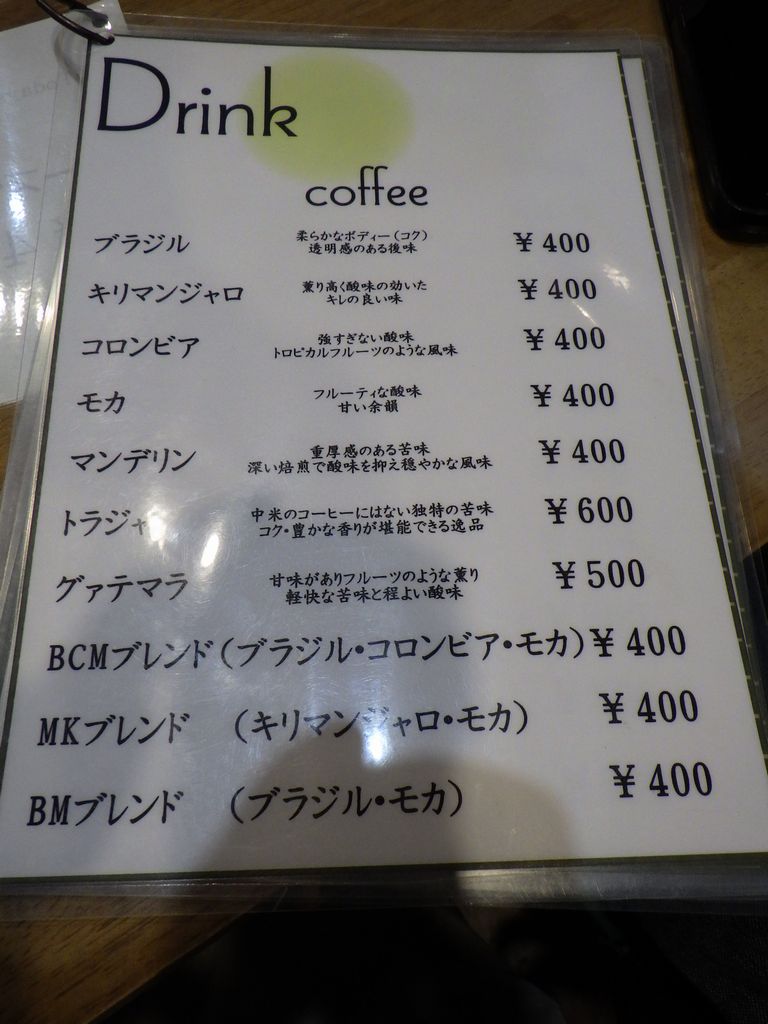 Drink
coffee
ブラジル 柔らかなボディー(コク) ¥400
透明感のある後味
キリマンジャロ 薫り高く酸味の効いた ¥400
キレの良い味
コロンビア 強すぎない酸味 ¥400
トロピカルフルーツのような風味
モカ フルーティな酸味 ¥400
甘い余韻
マンデリン 重厚感のある苦味 ¥400
深い焙煎で酸味を抑え穏やかな風味
トラジャ 中米のコーヒーにはない独特の苦味 ¥600
コク・豊かな香りが堪能できる逸品
グァテマラ 甘味がありフルーツのような薫り ¥500
軽快な苦味と程よい酸味
BCMブレンド(ブラジル・コロンビア・モカ) ¥400
MKブレンド (キリマンジャロ・モカ) ¥400
BMブレンド (ブラジル・モカ) ¥400